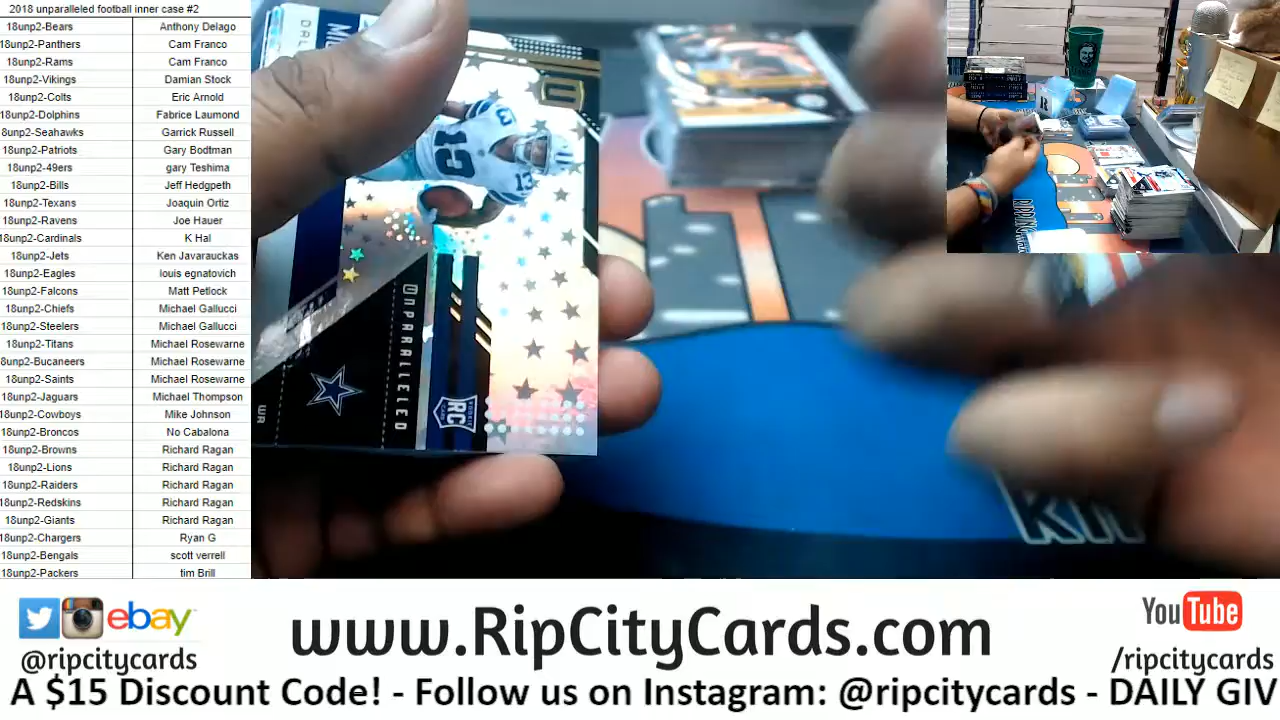 2018 unparalleled football inner case #2
18unp2-Bears Anthony Delago
18unp2-Panthers Cam Franco
18unp2-Rams Cam Franco
18unp2-Vikings Damian Stock
18unp2-Colts Eric Arnold
18unp2-Dolphins Fabrice Laumond
8unp2-Seahawks Garrick Russell
18unp2-Patriots Gary Bodtman
18unp2-49ers gary Teshima
18unp2-Bills Jeff Hedgpeth
18unp2-Texans Joaquin Ortiz
18unp2-Ravens Joe Hauer
18unp2-Cardinals K Hal
18unp2-Jets Ken Javarauckas
18unp2-Eagles louis egnatovich
18unp2-Falcons Matt Petlock
18unp2-Chiefs Michael Gallucci
18unp2-Steelers Michael Gallucci
18unp2-Titans Michael Rosewarne
8unp2-Bucaneers Michael Rosewarne
18unp2-Saints Michael Rosewarne
18unp2-Jaguars Michael Thompson
18unp2-Cowboys Mike Johnson
18unp2-Broncos No Cabalona
18unp2-Browns Richard Ragan
18unp2-Lions Richard Ragan
18unp2-Raiders Richard Ragan
18unp2-Redskins Richard Ragan
18unp2-Giants Richard Ragan
18unp2-Chargers Ryan G
18unp2-Bengals scott verrell
18unp2-Packers tim Brill
U
13
13
UNPARALLELED
RC
WR
ebay
@ripcitycards
www.RipCityCards.com
YouTube
/ripcitycards
A $15 Discount Code! - Follow us on Instagram: @ripcitycards - DAILY GIV